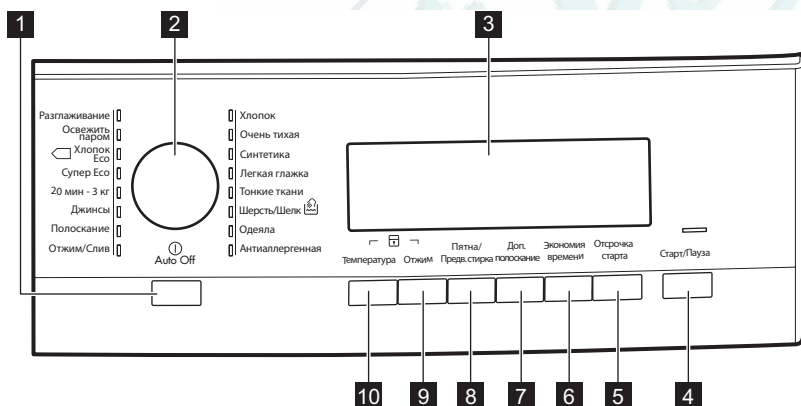 1
2
3
Разглаживание
Освежить
паром
Хлопок
Eco
Супер Eco
20 мин - 3 кг
Джинсы
Полоскание
Отжим/Слив
Хлопок
Очень тихая
Синтетика
Легкая глажка
Тонкие ткани
Шерсть/Шелк
Одеяла
Антиаллергенная
Auto Off
Температура
Отжим
Пятна/
Предв.стирка
Доп.
полоскание
Экономия
времени
Отсрочка
старта
Старт/Пауза
10
9
8
7
6
5
4